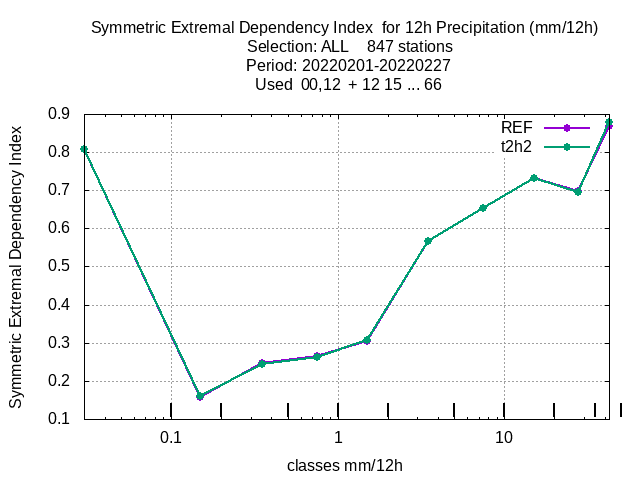 Symmetric Extremal Dependency Index  for 12h Precipitation (mm/12h)
Selection: ALL    847 stations
Period: 20220201-20220227
Used  00,12  + 12 15 ... 66
REF
t2h2
0.9
0.8
0.7
0.6
0.5
0.4
0.3
0.2
0.1
Symmetric Extremal Dependency Index
0.1 1 10
classes mm/12h